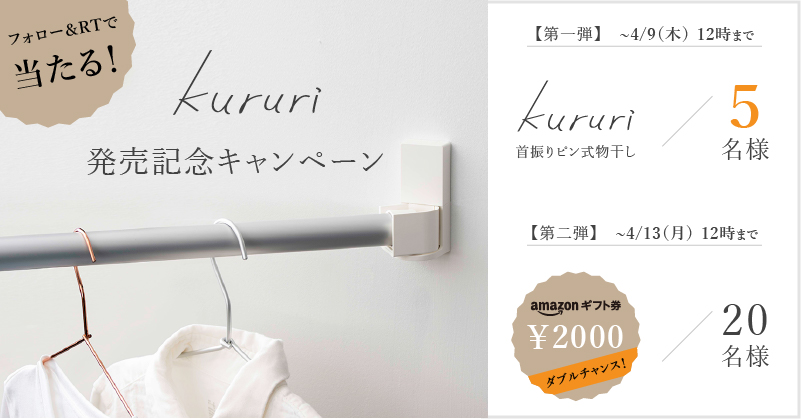 フォロー&RTで
当たる!
kururi
発売記念キャンペーン
【第一弾】 ~4/9(木) 12時まで
kururi
首振りピン式物干し
5
名様
【第二弾】 ~4/13(月) 12時まで
amazon ギフト券
¥2000
ダブルチャンス!
20
名様